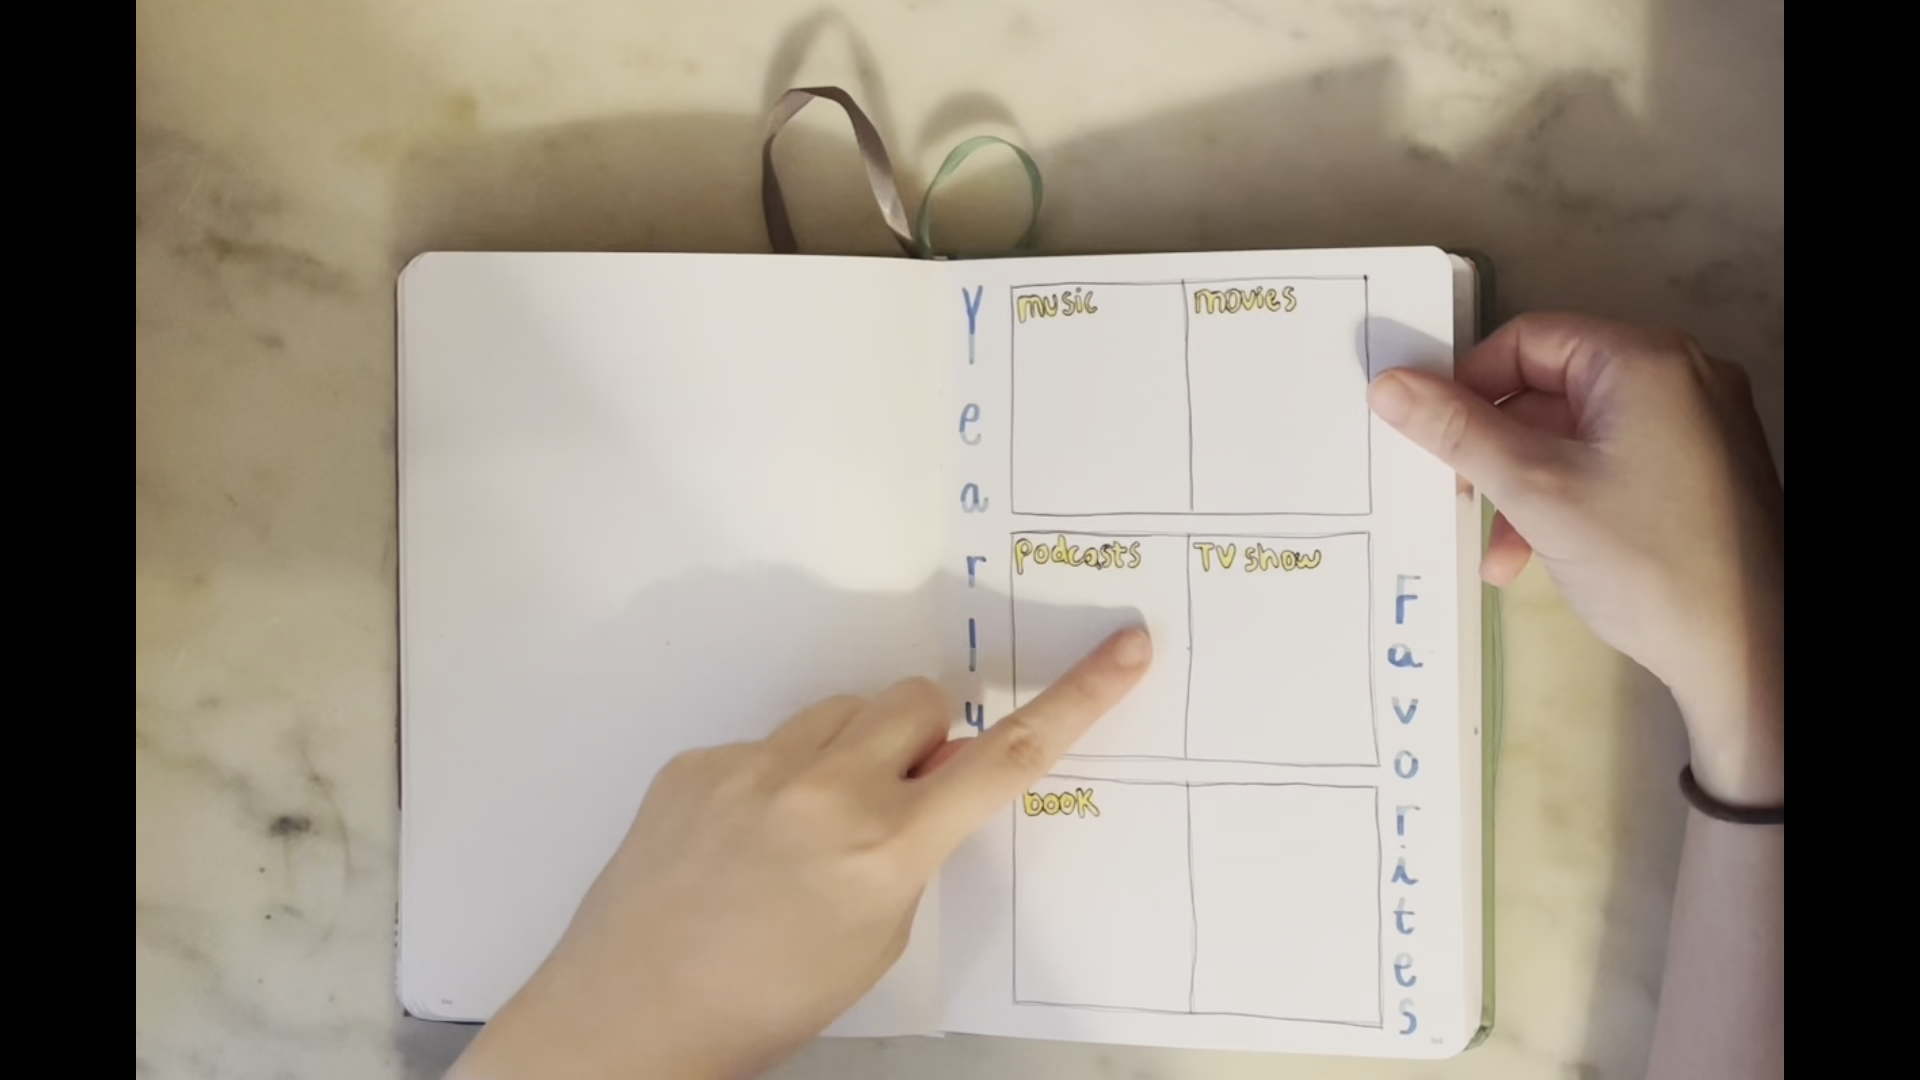 Yearly
music
movies
podcasts
TV show
book
Favorites